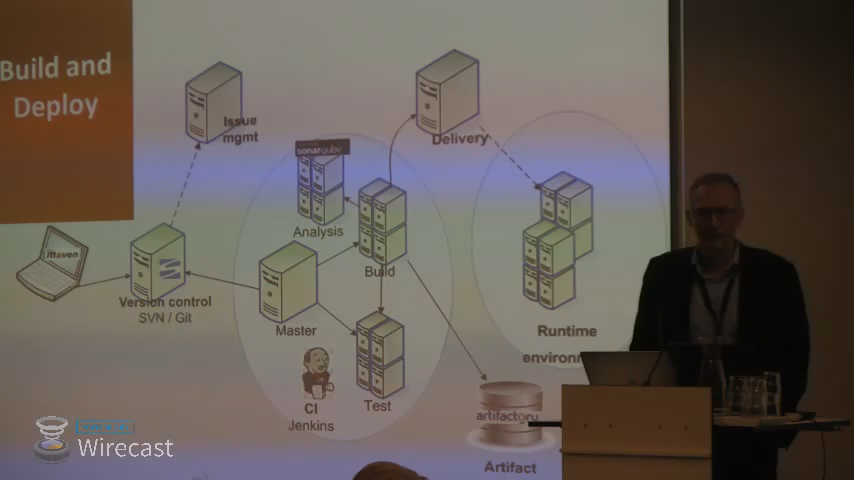 Build and
Deploy
Issue
mgmt
Delivery
sonarqube
Analysis
maven
Build
Version control
SVN / Git
Master
Runtime
environm
CI
Jenkins
Test
artifactory
Artifact
Wirecast